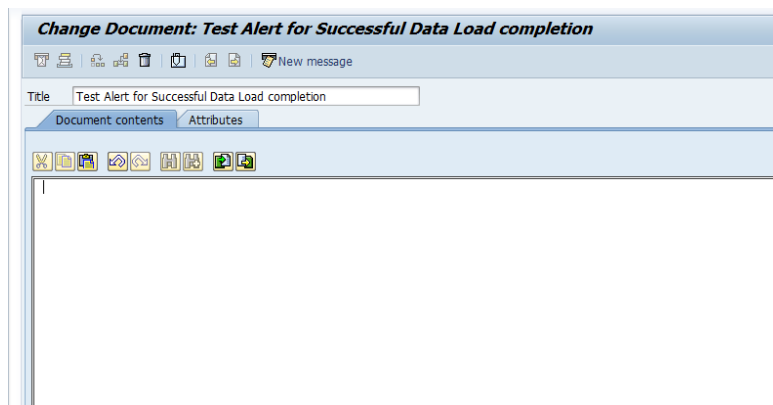 Change Document: Test Alert for Successful Data Load completion
New message
Title Test Alert for Successful Data Load completion
Document contents Attributes